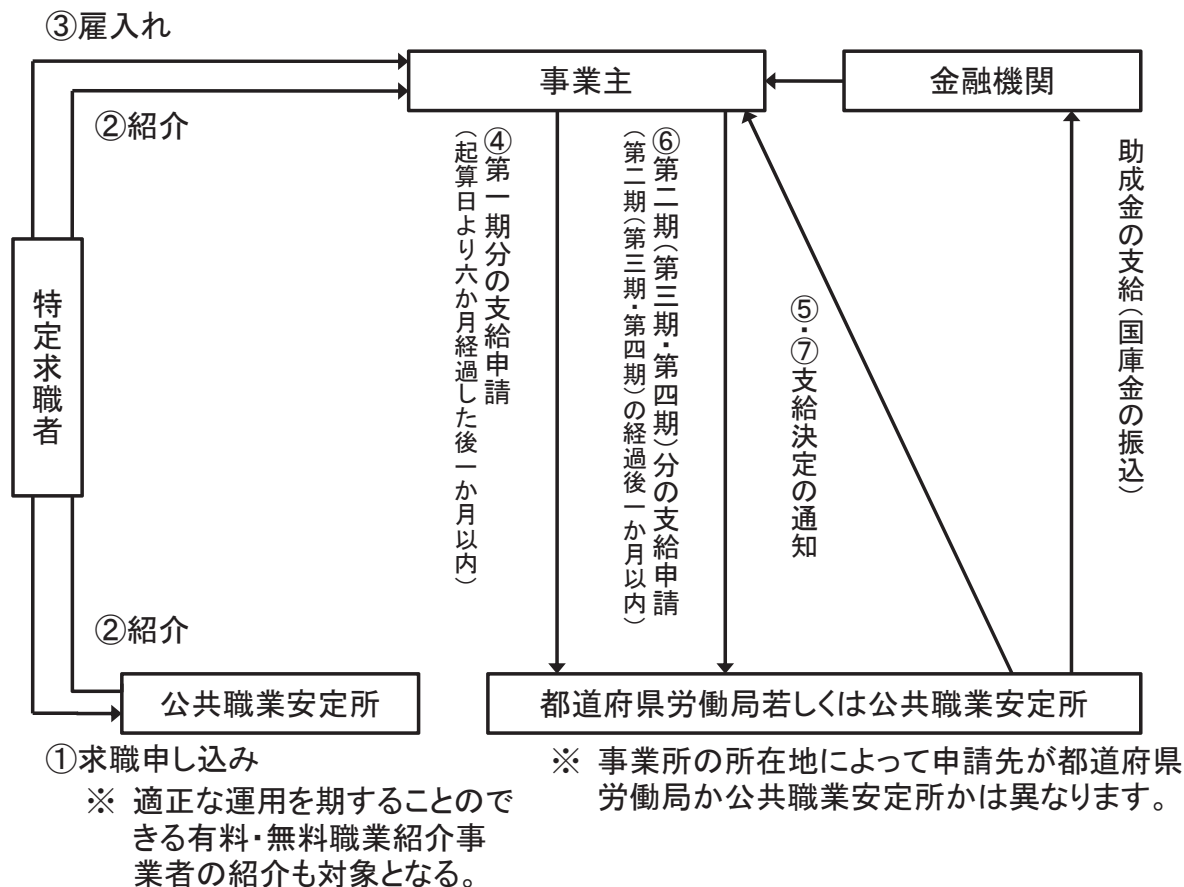 ③雇入れ
事業主
金融機関
②紹介
④第一期分の支給申請
（起算日より六か月経過した後一か月以内）
⑥第二期（第三期・第四期）分の支給申請
（第二期（第三期・第四期）の経過後一か月以内）
⑤・⑦支給決定の通知
助成金の支給（国庫金の振込）
特定求職者
②紹介
公共職業安定所
都道府県労働局若しくは公共職業安定所
①求職申し込み
※ 適正な運用を期することので
きる有料・無料職業紹介事
業者の紹介も対象となる。
※ 事業所の所在地によって申請先が都道府県
労働局か公共職業安定所かは異なります。